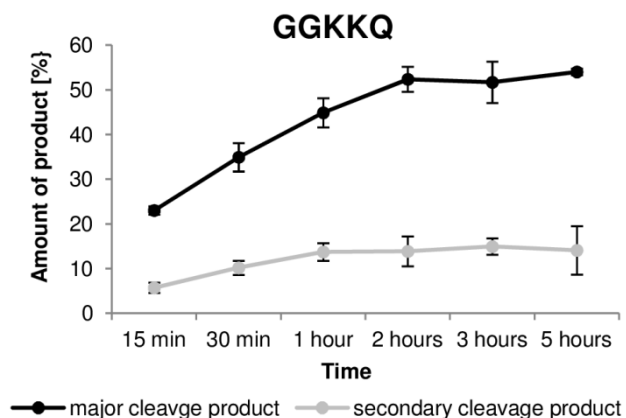 GGKKQ
Amount of product [%}
60
50
40
30
20
10
0
15 min 30 min 1 hour 2 hours 3 hours 5 hours
Time
major cleavge product secondary cleavage product